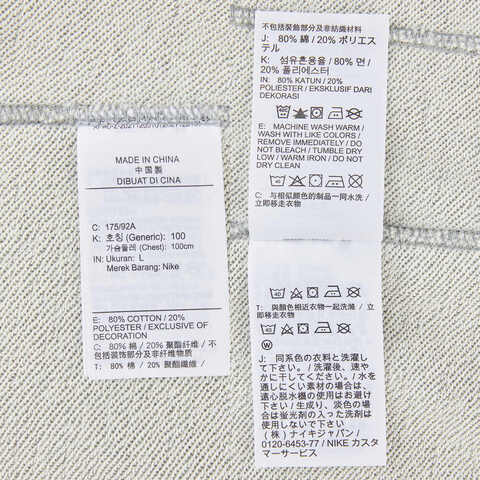 MADE IN CHINA
中国製
DIBUAT DI CINA
C: 175/92A
K: 호칭 (Generic): 100
가슴둘레 (Chest): 100cm
IN: Ukuran: L
Merek Barang: Nike
E: 80% COTTON / 20%
POLYESTER / EXCLUSIVE OF
DECORATION
C: 80% 棉 / 20% 聚酯纤维 / 不
包括装饰部分及非纤维物质
T: 80% 棉 / 20% 聚酯纖維 /
不包括裝飾部分及非紡織材料
J: 80% 綿 / 20% ポリエス
テル
K: 섬유혼용율 / 80% 면 /
20% 폴리에스터
IN: 80% KATUN / 20%
POLIESTER / EKSKLUSIF DARI
DEKORASI
E: MACHINE WASH WARM /
WASH WITH LIKE COLORS /
REMOVE IMMEDIATELY / DO
NOT BLEACH / TUMBLE DRY
LOW / WARM IRON / DO NOT
DRY CLEAN
C: 与相似颜色的制品一同水洗 /
立即移走衣物
T: 與顏色相近衣物一起洗滌 / 立
即移走衣物
J: 同系色の衣料と洗濯し
て下さい。/ 洗濯後、速や
かに干してください。/ 水を
通しにくい素材の場合は、
遠心脱水機の使用はお避け
下さい / 生成り、淡色の場合
は蛍光剤の入った洗剤は
使用しないでください /
(株) ナイキジャパン /
0120-6453-77 / NIKE カスタ
マーサービス